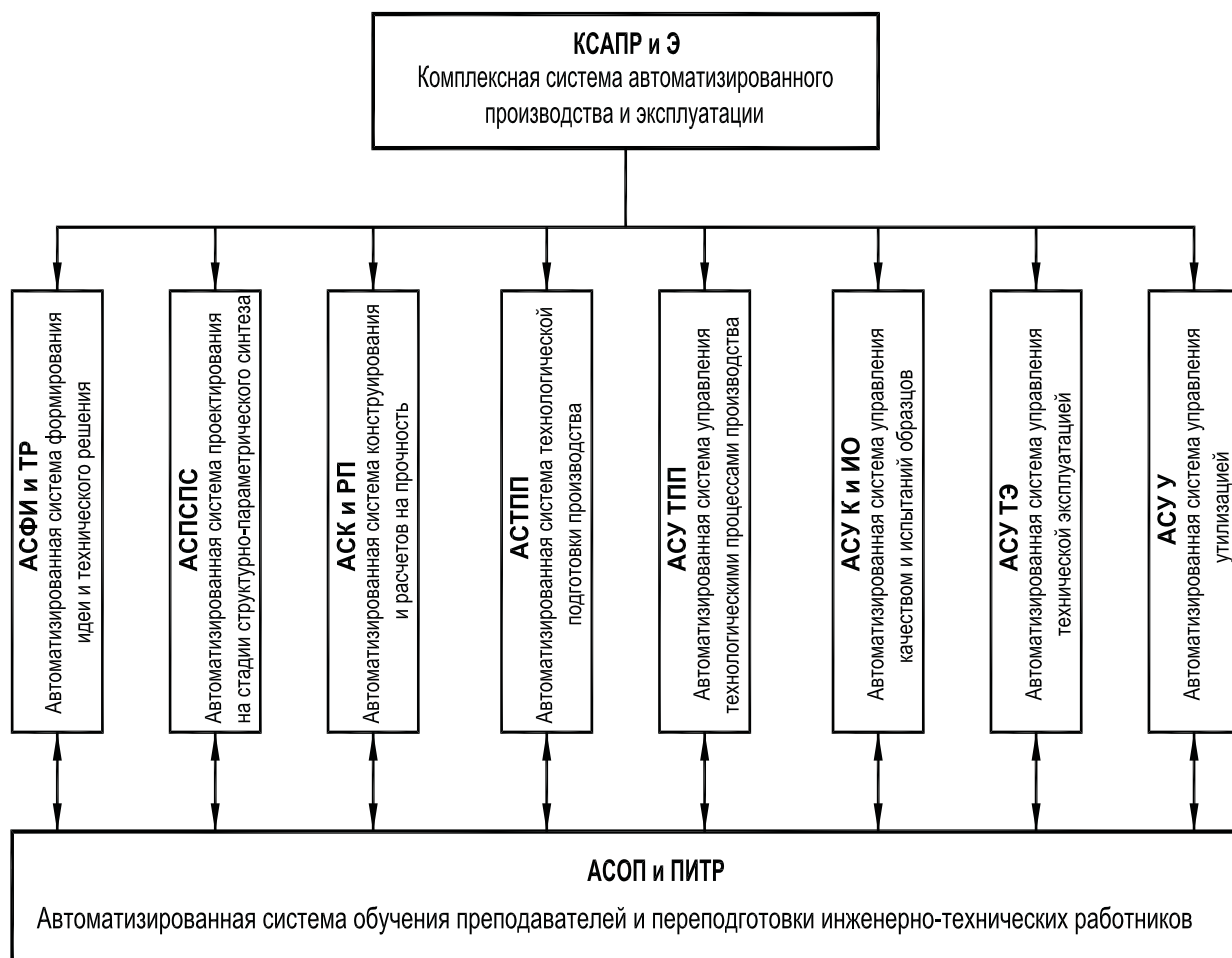 КСАПР и Э
Комплексная система автоматизированного
производства и эксплуатации
АСФИ и ТР
Автоматизированная система формирования
идеи и технического решения
АСПСПС
Автоматизированная система проектирования
на стадии структурно-параметрического синтеза
АСК и РП
Автоматизированная система конструирования
и расчетов на прочность
АСТПП
Автоматизированная система технологической
подготовки производства
АСУ ТПП
Автоматизированная система управления
технологическими процессами производства
АСУ К и ИО
Автоматизированная система управления
качеством и испытаний образцов
АСУ ТЭ
Автоматизированная система управления
технической эксплуатацией
АСУ У
Автоматизированная система управления
утилизацией
АСОП и ПИТР
Автоматизированная система обучения преподавателей и переподготовки инженерно-технических работников